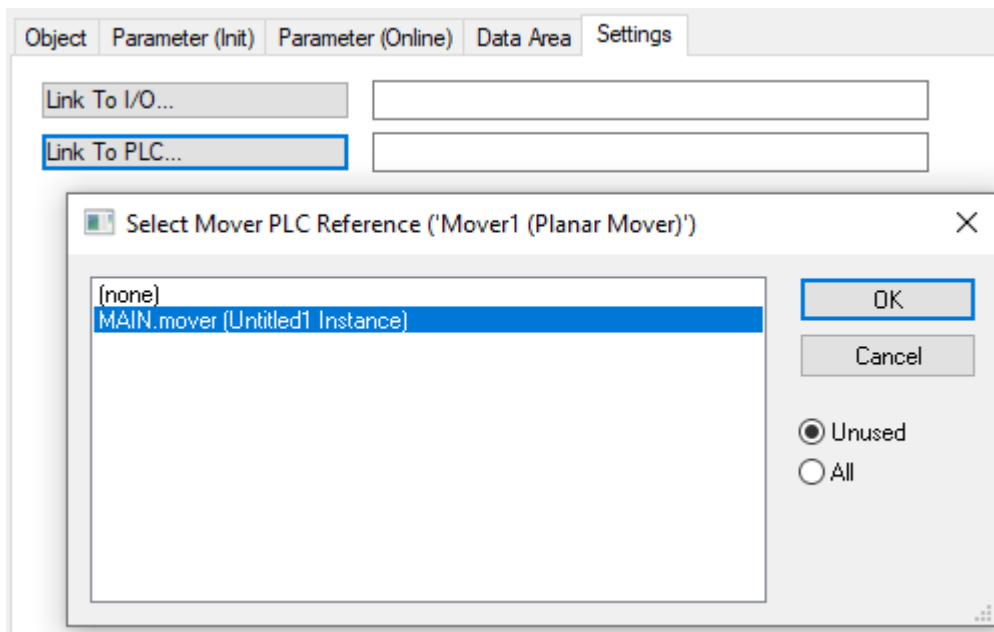 Object Parameter (Init) Parameter (Online) Data Area Settings
Link To I/O...
Link To PLC...
Select Mover PLC Reference ('Mover1 (Planar Mover)')
(none)
MAIN.mover (Untitled1 Instance)
OK
Cancel
Unused
All